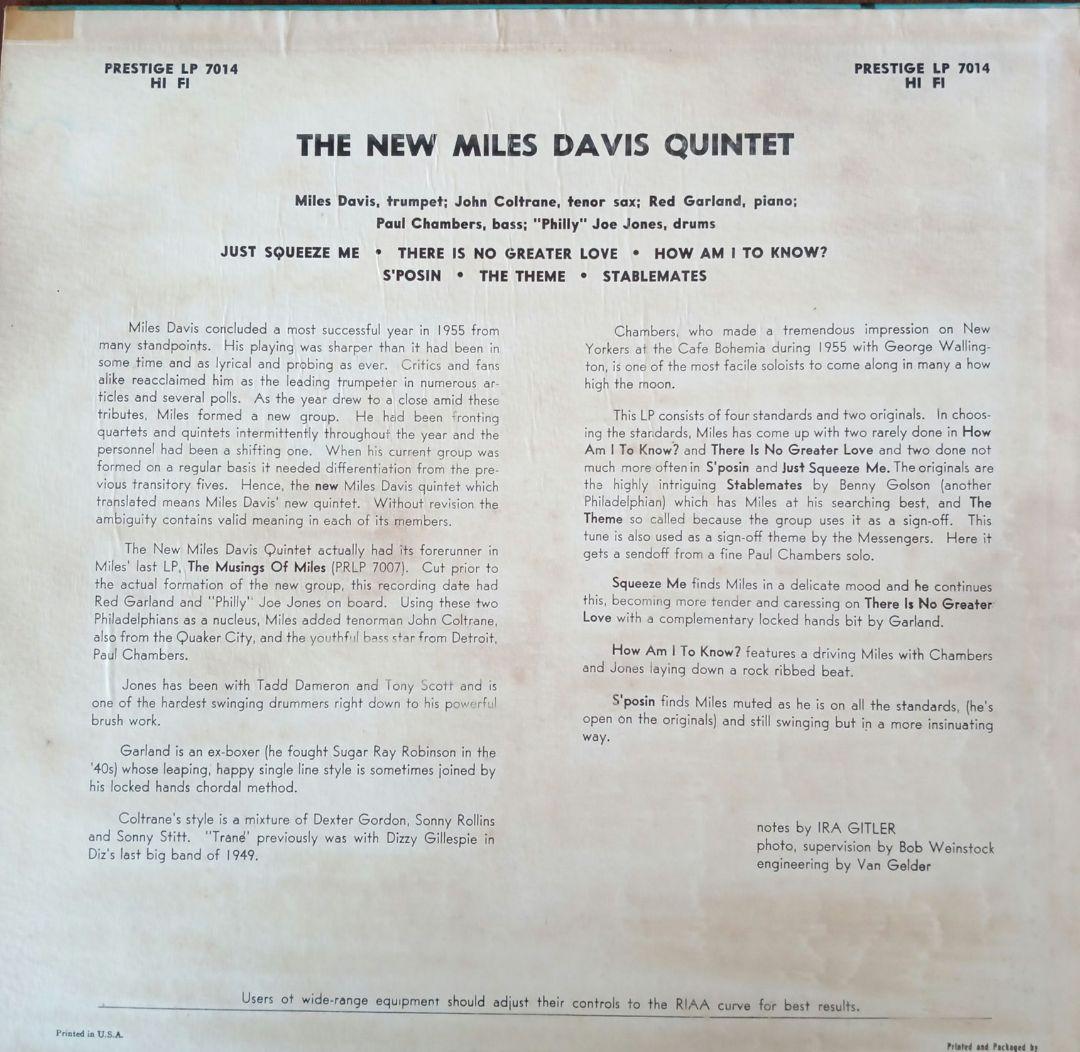 PRESTIGE LP 7014
HI FI
PRESTIGE LP 7014
HI FI
THE NEW MILES DAVIS QUINTET
Miles Davis, trumpet; John Coltrane, tenor sax; Red Garland, piano;
Paul Chambers, bass; "Philly" Joe Jones, drums
JUST SQUEEZE ME • THERE IS NO GREATER LOVE • HOW AM I TO KNOW?
S'POSIN • THE THEME • STABLEMATES
Miles Davis concluded a most successful year in 1955 from
many standpoints. His playing was sharper than it had been in
some time and as lyrical and probing as ever. Critics and fans
alike reacclaimed him as the leading trumpeter in numerous ar-
ticles and several polls. As the year drew to a close amid these
tributes, Miles formed a new group. He had been fronting
quartets and quintets intermittently throughout the year and the
personnel had been a shifting one. When his current group was
formed on a regular basis it needed differentiation from the pre-
vious transitory fives. Hence, the new Miles Davis quintet which
translated means Miles Davis' new quintet. Without revision the
ambiguity contains valid meaning in each of its members.
The New Miles Davis Quintet actually had its forerunner in
Miles' last LP, The Musings Of Miles (PRLP 7007). Cut prior to
the actual formation of the new group, this recording date had
Red Garland and "Philly" Joe Jones on board. Using these two
Philadelphians as a nucleus, Miles added tenorman John Coltrane,
also from the Quaker City, and the youthful bass star from Detroit,
Paul Chambers.
Jones has been with Tadd Dameron and Tony Scott and is
one of the hardest swinging drummers right down to his powerful
brush work.
Garland is an ex-boxer (he fought Sugar Ray Robinson in the
'40s) whose leaping, happy single line style is sometimes joined by
his locked hands chordal method.
Coltrane's style is a mixture of Dexter Gordon, Sonny Rollins
and Sonny Stitt. "Trane" previously was with Dizzy Gillespie in
Diz's last big band of 1949.
Chambers, who made a tremendous impression on New
Yorkers at the Cafe Bohemia during 1955 with George Walling-
ton, is one of the most facile soloists to come along in many a how
high the moon.
This LP consists of four standards and two originals. In choos-
ing the standards, Miles has come up with two rarely done in How
Am I To Know? and There Is No Greater Love and two done not
much more often in S'posin and Just Squeeze Me. The originals are
the highly intriguing Stablemates by Benny Golson (another
Philadelphian) which has Miles at his searching best, and The
Theme so called because the group uses it as a sign-off. This
tune is also used as a sign-off theme by the Messengers. Here it
gets a sendoff from a fine Paul Chambers solo.
Squeeze Me finds Miles in a delicate mood and he continues
this, becoming more tender and caressing on There Is No Greater
Love with a complementary locked hands bit by Garland.
How Am I To Know? features a driving Miles with Chambers
and Jones laying down a rock ribbed beat.
S'posin finds Miles muted as he is on all the standards, (he's
open on the originals) and still swinging but in a more insinuating
way.
notes by IRA GITLER
photo, supervision by Bob Weinstock
engineering by Van Gelder
Users of wide-range equipment should adjust their controls to the RIAA curve for best results.
Printed in U.S.A.
Printed and Packaged by